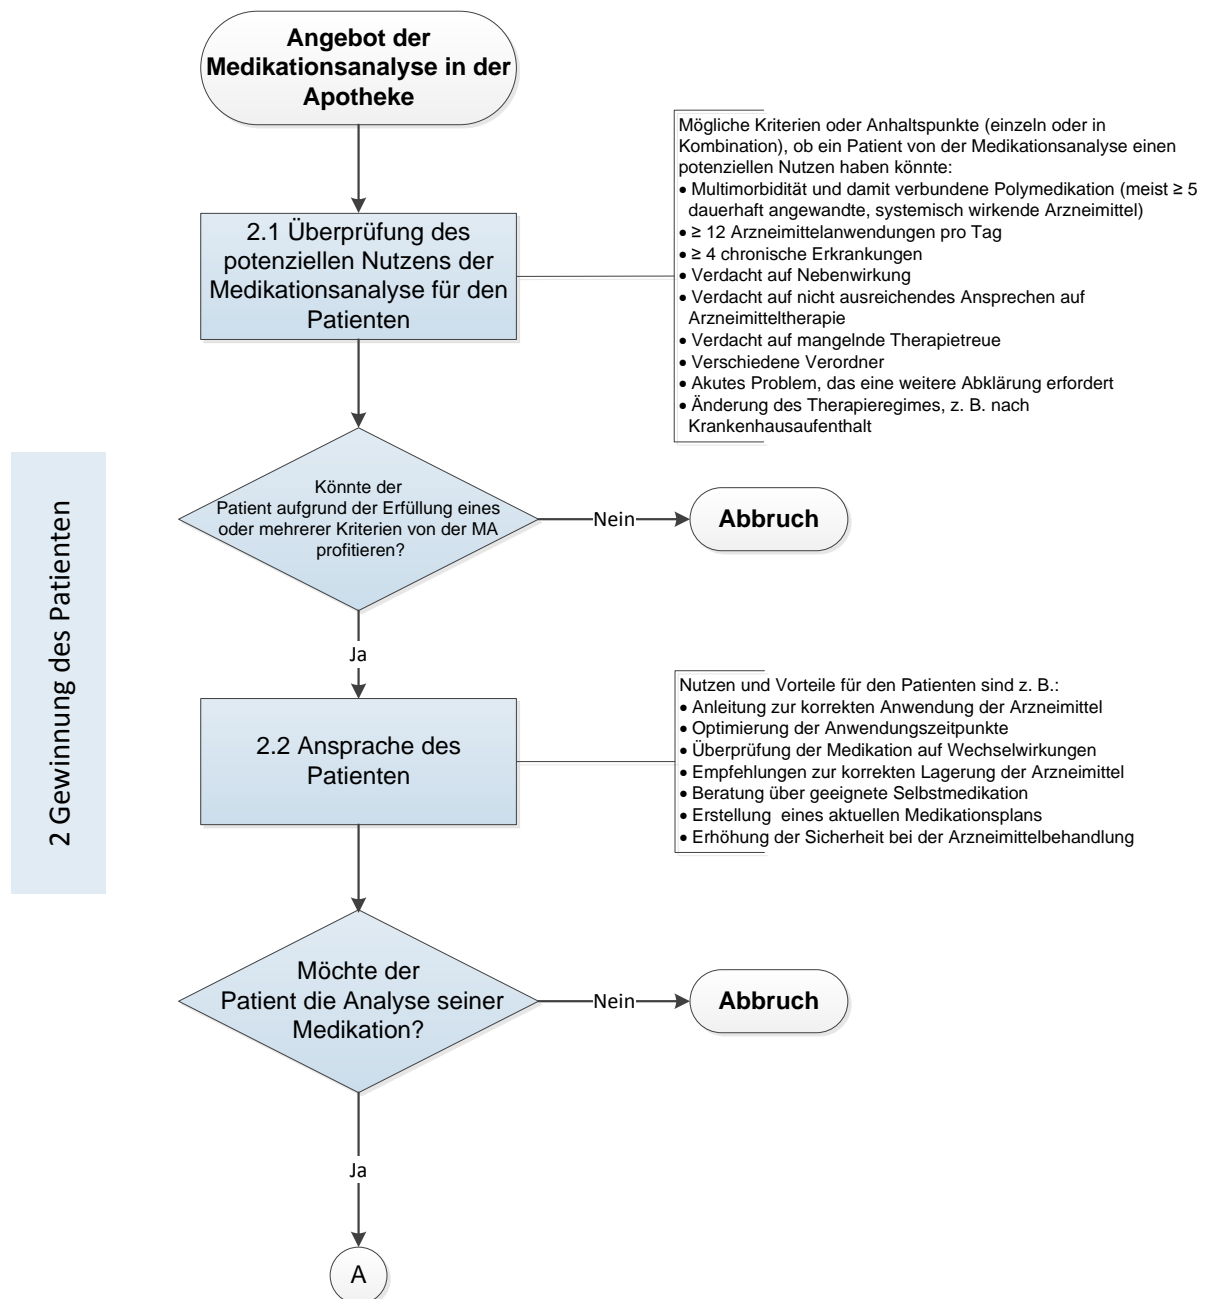 Angebot der
Medikationsanalyse in der
Apotheke
2.1 Überprüfung des
potenziellen Nutzens der
Medikationsanalyse für den
Patienten
Mögliche Kriterien oder Anhaltspunkte (einzeln oder in
Kombination), ob ein Patient von der Medikationsanalyse einen
potenziellen Nutzen haben könnte:
• Multimorbidität und damit verbundene Polymedikation (meist ≥ 5
dauerhaft angewandte, systemisch wirkende Arzneimittel)
• ≥ 12 Arzneimittelanwendungen pro Tag
• ≥ 4 chronische Erkrankungen
• Verdacht auf Nebenwirkung
• Verdacht auf nicht ausreichendes Ansprechen auf
Arzneimitteltherapie
• Verdacht auf mangelnde Therapietreue
• Verschiedene Verordner
• Akutes Problem, das eine weitere Abklärung erfordert
• Änderung des Therapieregimes, z. B. nach
Krankenhausaufenthalt
2 Gewinnung des Patienten
Könnte der
Patient aufgrund der Erfüllung eines
oder mehrerer Kriterien von der MA
profitieren?
Nein
Abbruch
Ja
2.2 Ansprache des
Patienten
Nutzen und Vorteile für den Patienten sind z. B.:
• Anleitung zur korrekten Anwendung der Arzneimittel
• Optimierung der Anwendungszeitpunkte
• Überprüfung der Medikation auf Wechselwirkungen
• Empfehlungen zur korrekten Lagerung der Arzneimittel
• Beratung über geeignete Selbstmedikation
• Erstellung  eines aktuellen Medikationsplans
• Erhöhung der Sicherheit bei der Arzneimittelbehandlung
Möchte der
Patient die Analyse seiner
Medikation?
Nein
Abbruch
Ja
A